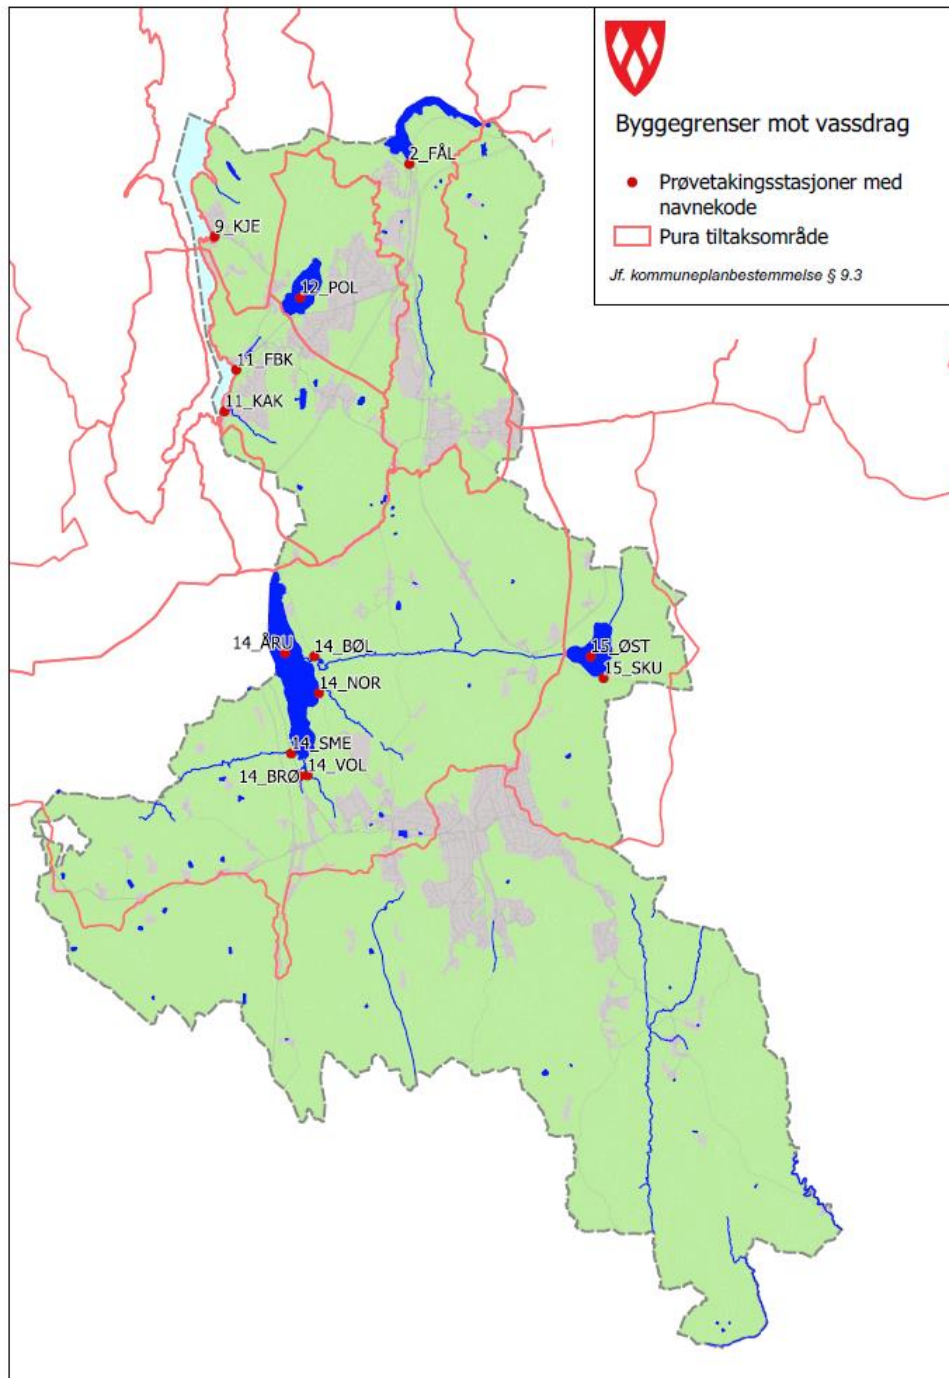 Byggegrenser mot vassdrag
Prøvetakingsstasjoner med
navnekode
Pura tiltaksområde
Jf. kommuneplanbestemmelse § 9.3
2_FÅL
9_KJE
12_POL
11_FBK
11_KAK
14_ÅRU
14_BØL
15_ØST
15_SKU
14_NOR
14_SME
14_VOL
14_BRØ